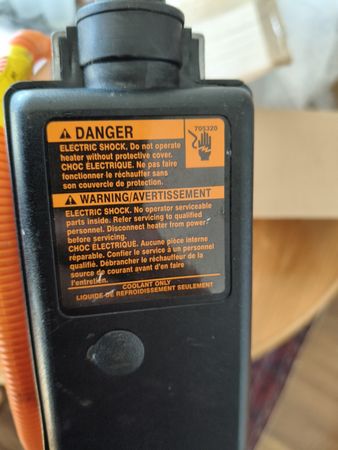 ⚠ DANGER
705320
ELECTRIC SHOCK. Do not operate
heater without protective cover.
CHOC ELECTRIQUE. Ne pas faire
fonctionner le réchauffer sans
son couvercle de protection.
⚠ WARNING/AVERTISSEMENT
ELECTRIC SHOCK. No operator serviceable
parts inside. Refer servicing to qualified
personnel. Disconnect heater from power
before servicing.
CHOC ELECTRIQUE. Aucune pièce interne
réparable. Confier le service à un personnel
qualifié. Débrancher le réchauffeur de la
source de courant avant d'en faire
l'entretien.
COOLANT ONLY
LIQUIDE DE REFROIDISSEMENT SEULEMENT